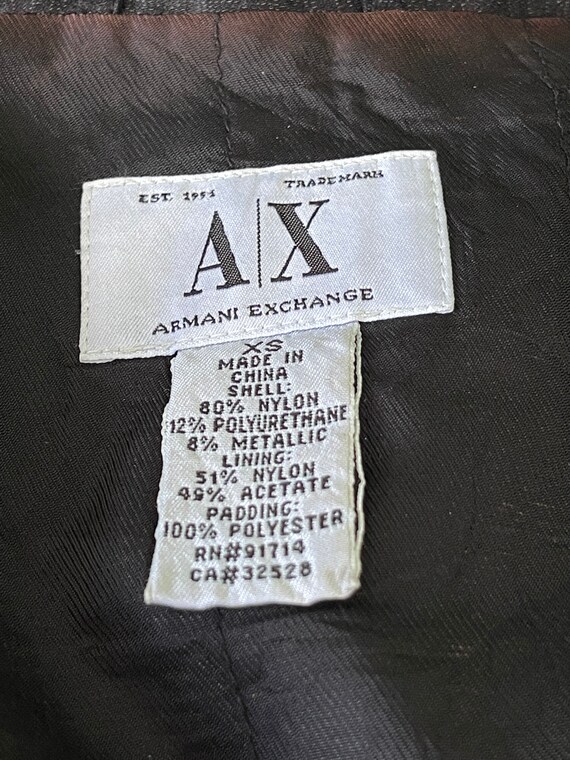 EST. 1991 TRADEMARK
A|X
ARMANI EXCHANGE
XS
MADE IN
CHINA
SHELL:
80% NYLON
12% POLYURETHANE
8% METALLIC
LINING:
51% NYLON
49% ACETATE
PADDING:
100% POLYESTER
RN#91714
CA#32528